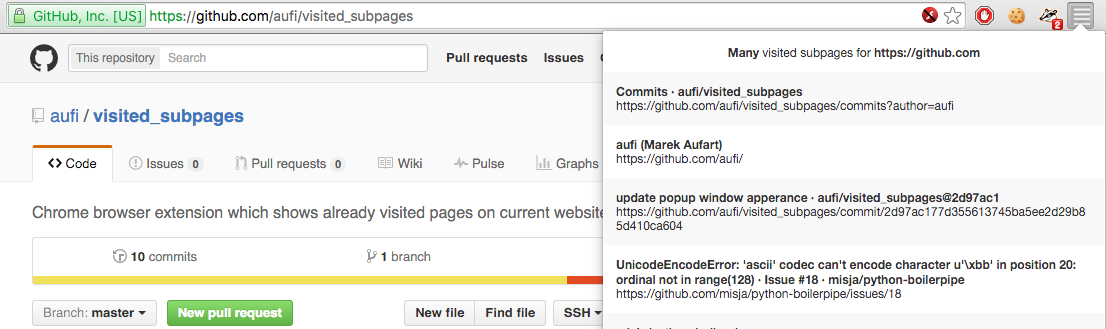 GitHub, Inc. [US] https://github.com/aufi/visited_subpages
2
This repository Search
Pull requests Issues
aufi / visited_subpages
<> Code Issues 0 Pull requests 0 Wiki Pulse Graphs
Chrome browser extension which shows already visited pages on current website
10 commits 1 branch
Branch: master New pull request New file Find file SSH
Many visited subpages for https://github.com
Commits · aufi/visited_subpages
https://github.com/aufi/visited_subpages/commits?author=aufi
aufi (Marek Aufart)
https://github.com/aufi/
update popup window apperance · aufi/visited_subpages@2d97ac1
https://github.com/aufi/visited_subpages/commit/2d97ac177d355613745ba5ee2d29b8
5d410ca604
UnicodeEncodeError: 'ascii' codec can't encode character u'\xbb' in position 20:
ordinal not in range(128) · Issue #18 · misja/python-boilerpipe
https://github.com/misja/python-boilerpipe/issues/18